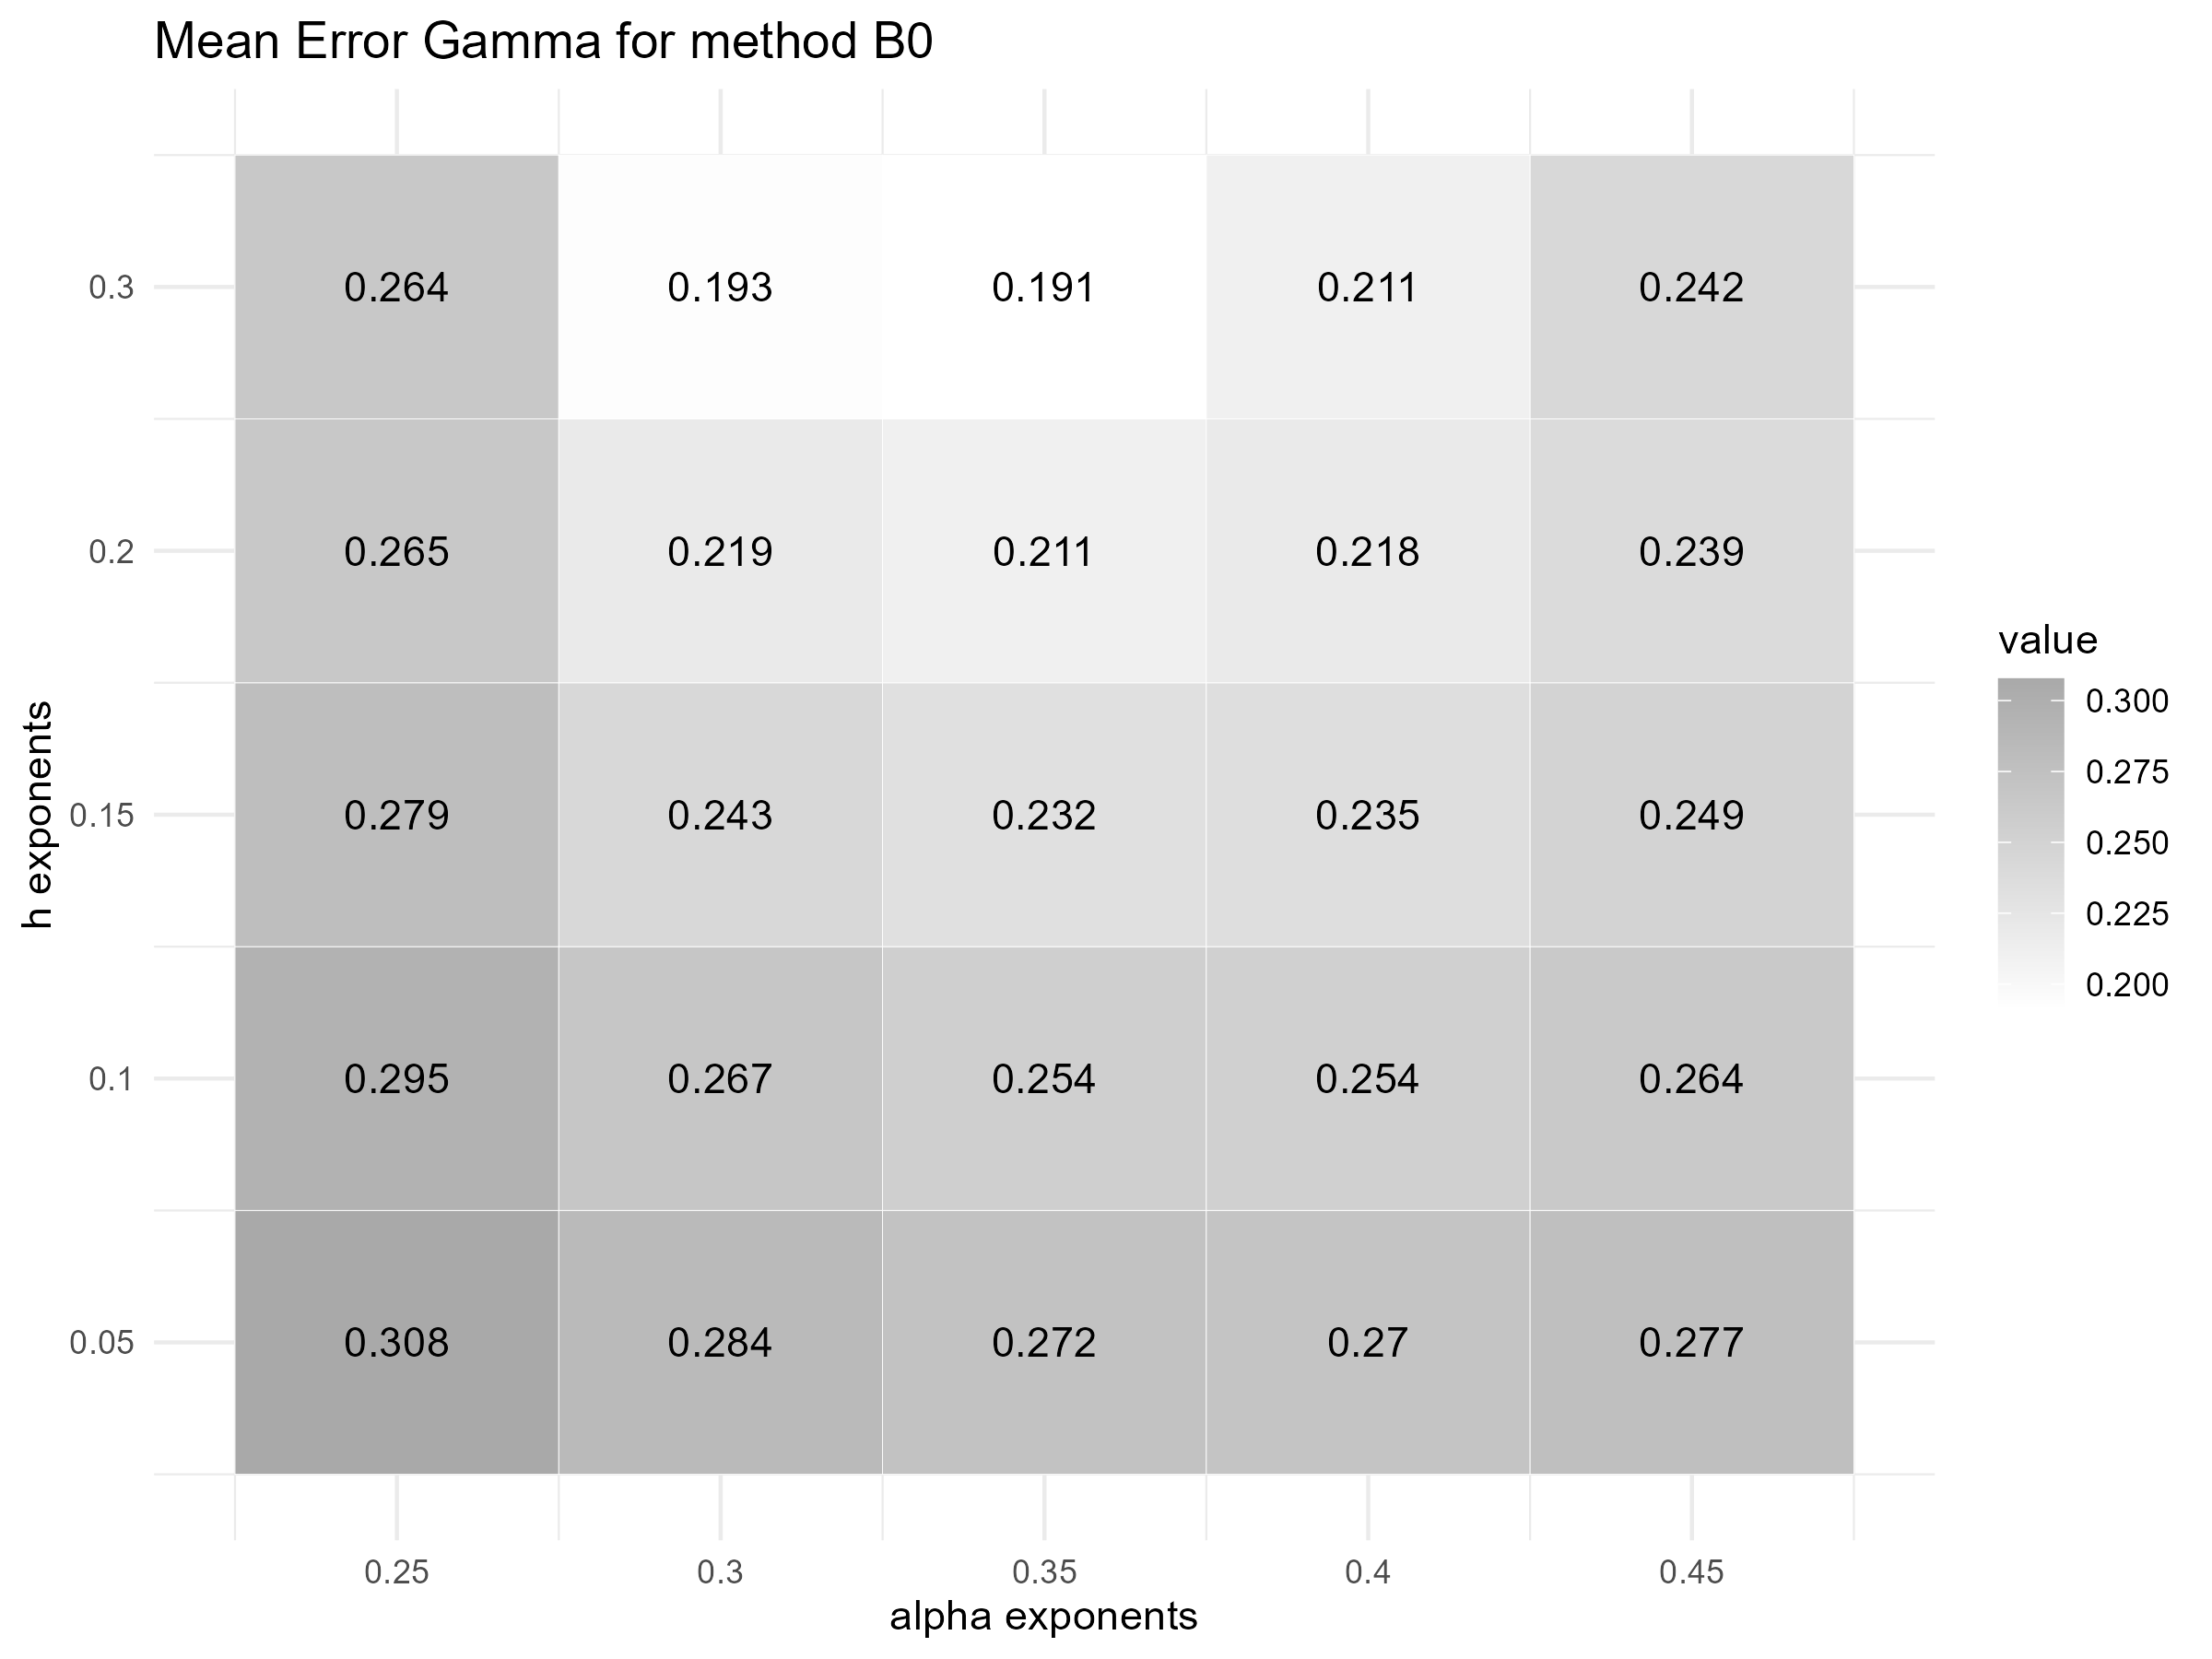 Mean Error Gamma for method B0
h exponents
0.3 0.264 0.193 0.191 0.211 0.242
0.2 0.265 0.219 0.211 0.218 0.239
0.15 0.279 0.243 0.232 0.235 0.249
0.1 0.295 0.267 0.254 0.254 0.264
0.05 0.308 0.284 0.272 0.27 0.277
0.25 0.3 0.35 0.4 0.45
alpha exponents
value
0.300
0.275
0.250
0.225
0.200